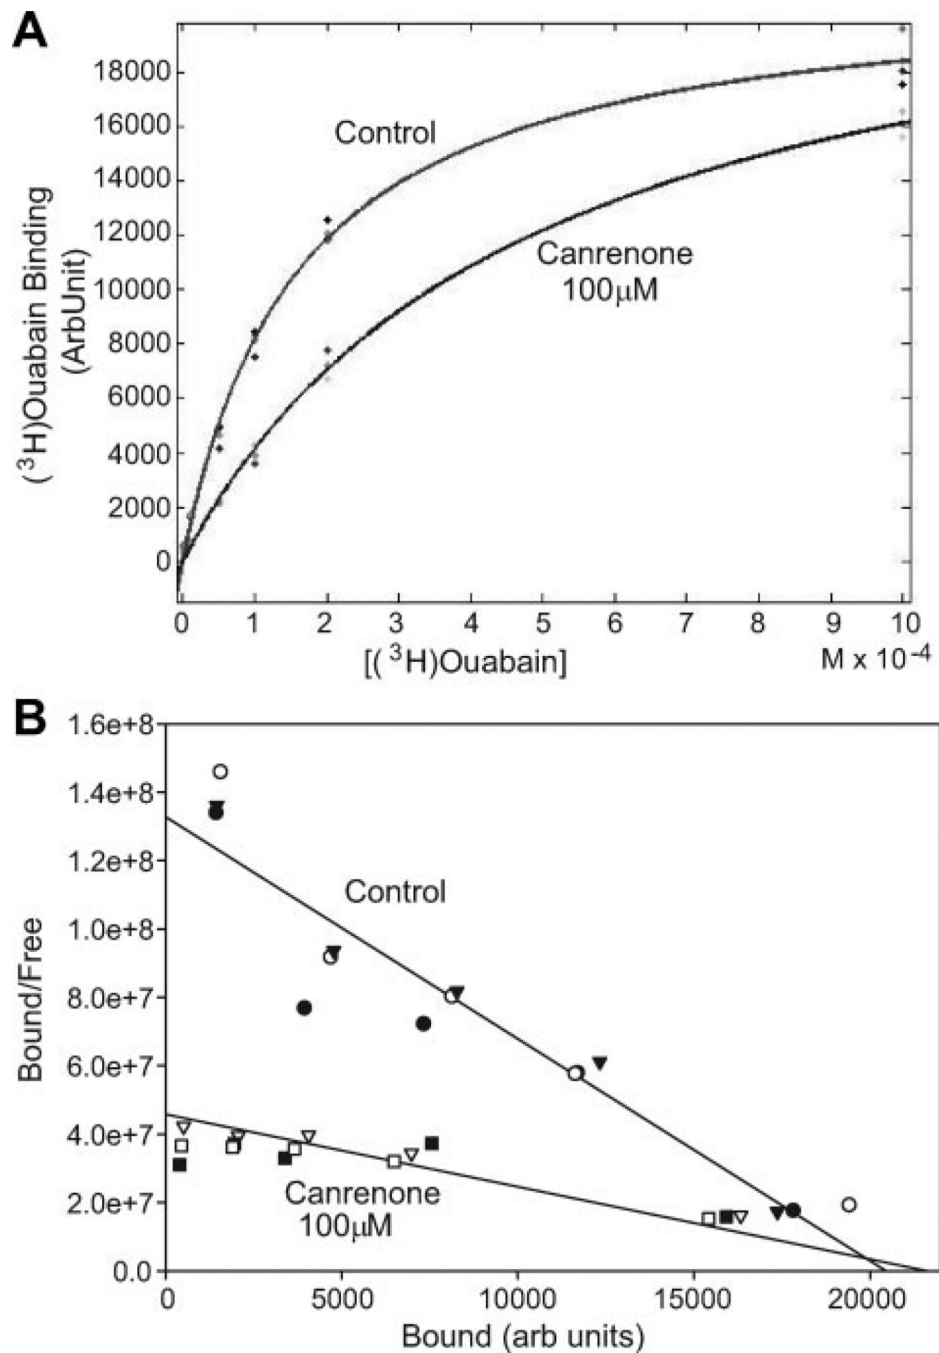 A
18000
16000
14000
12000
10000
8000
6000
4000
2000
0
(³H)Ouabain Binding
(ArbUnit)
Control
Canrenone
100μM
0 1 2 3 4 5 6 7 8 9 10
[(³H)Ouabain]
M x 10⁻⁴
B
1.6e+8
1.4e+8
1.2e+8
1.0e+8
8.0e+7
6.0e+7
4.0e+7
2.0e+7
0.0
Bound/Free
Control
Canrenone
100μM
0 5000 10000 15000 20000
Bound (arb units)